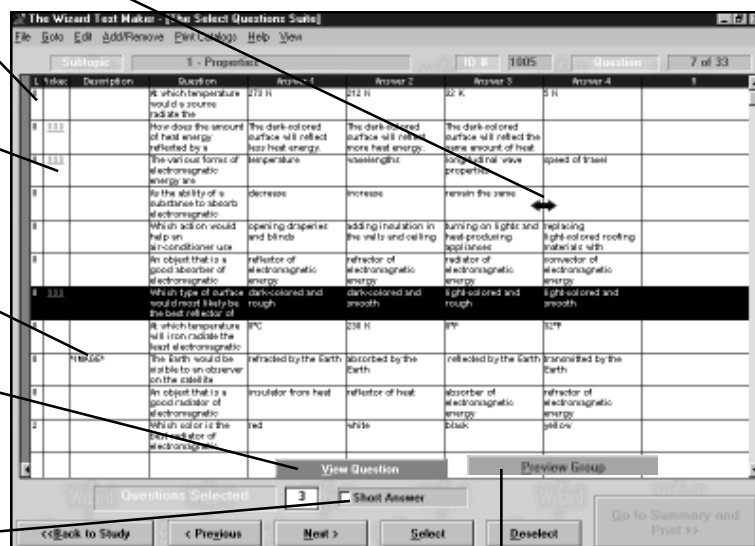 The Wizard Test Maker - [The Select Questions Suite]
File Goto Edit Add/Remove Print Catalogs Help View
Subtopic 1 - Properties ID # 1005 Question 7 of 33
L Description Question Answer 1 Answer 2 Answer 3 Answer 4
At which temperature would a source radiate the 273 K 212 K 32 K 5 K
How does the amount of heat energy reflected by a The dark-colored surface will reflect less heat energy. The dark-colored surface will reflect more heat energy. The dark-colored surface will reflect the same amount of heat
The various forms of electromagnetic energy are temperature wavelengths longitudinal wave properties speed of travel
As the ability of a substance to absorb electromagnetic decrease increase remain the same
Which action would help an air-conditioner use opening draperies and blinds adding insulation in the walls and ceiling turning on lights and heat-producing appliances replacing light-colored roofing materials with
An object that is a good absorber of electromagnetic reflector of electromagnetic energy refractor of electromagnetic energy radiator of electromagnetic energy convector of electromagnetic energy
Which type of surface would most likely be the best reflector of dark-colored and rough dark-colored and smooth light-colored and rough light-colored and smooth
At which temperature will iron radiate the least electromagnetic 0°C 230 K 0°F 32°F
*IMAGE* The Earth would be visible to an observer on the satellite refracted by the Earth absorbed by the Earth reflected by the Earth transmitted by the Earth
An object that is a good radiator of electromagnetic insulator from heat reflector of heat absorber of electromagnetic energy refractor of electromagnetic energy
2 Which color is the best radiator of electromagnetic red white black yellow
View Question Preview Group
Questions Selected 3 Short Answer
<<Back to Study < Previous Next > Select Deselect Go to Summary and Print >>